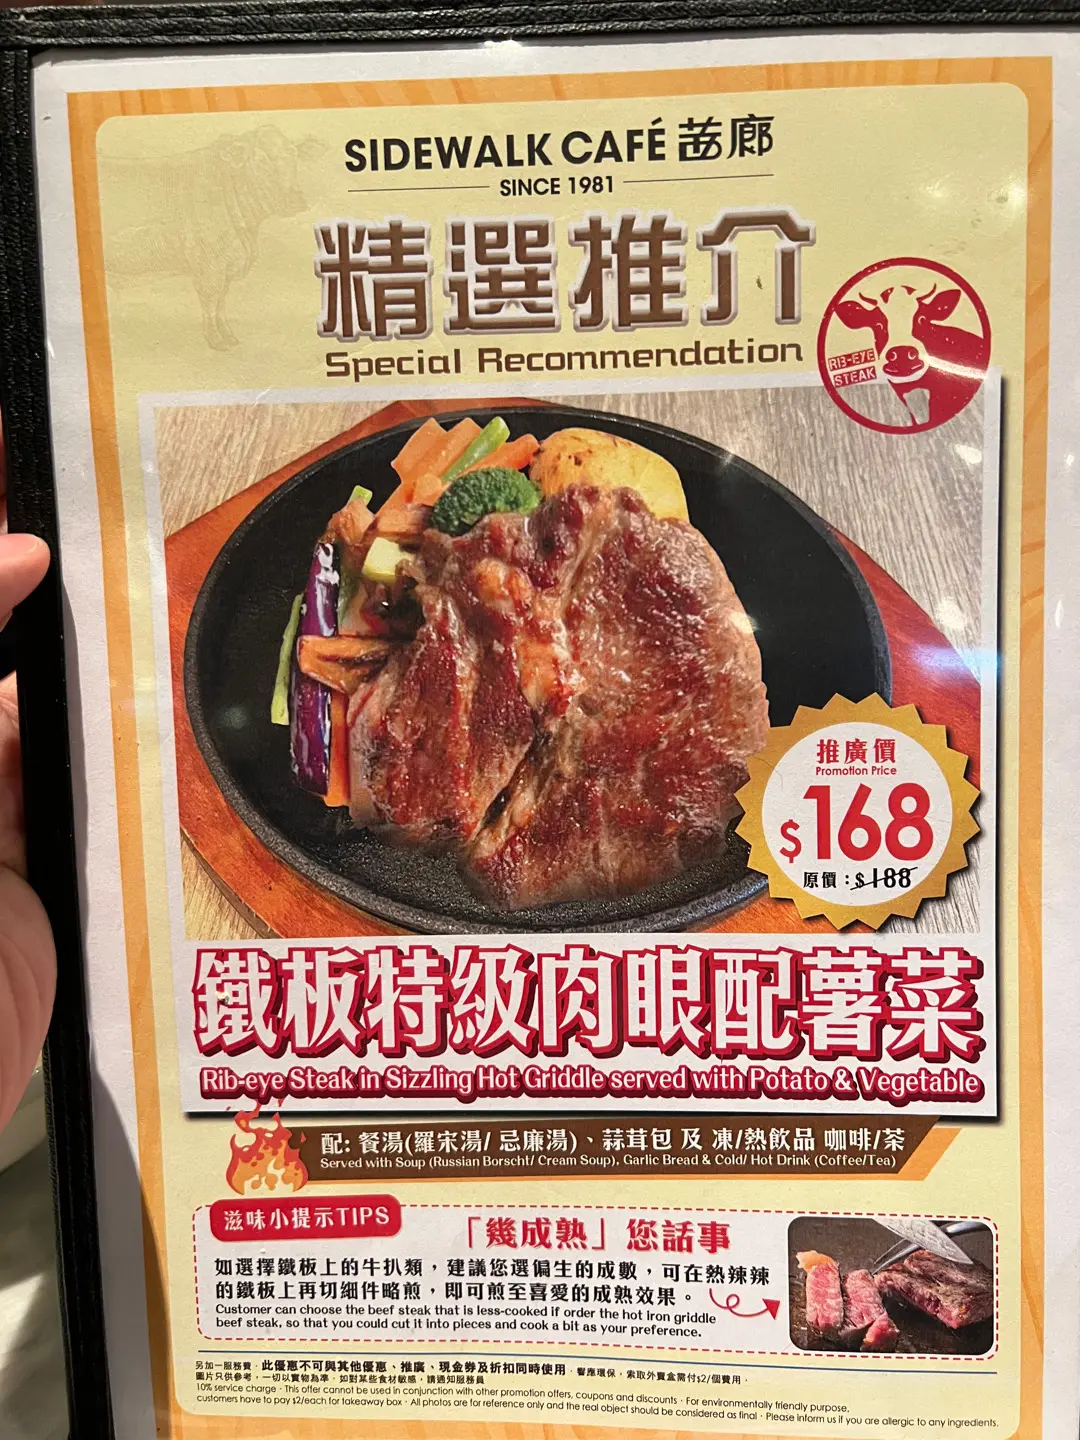 SIDEWALK CAFÉ 茜廊
SINCE 1981
精選推介
Special Recommendation
RIB-EYE
STEAK
推廣價
Promotion Price
$168
原價：$188
鐵板特級肉眼配薯菜
Rib-eye Steak in Sizzling Hot Griddle served with Potato & Vegetable
配: 餐湯(羅宋湯/ 忌廉湯)、蒜茸包 及 凍/熱飲品 咖啡/茶
Served with Soup (Russian Borscht/ Cream Soup), Garlic Bread & Cold/ Hot Drink (Coffee/Tea)
滋味小提示TIPS
「幾成熟」您話事
如選擇鐵板上的牛扒類，建議您選偏生的成數，可在熱辣辣
的鐵板上再切細件略煎，即可煎至喜愛的成熟效果。
Customer can choose the beef steak that is less-cooked if order the hot iron griddle
beef steak, so that you could cut it into pieces and cook a bit as your preference.
另加一服務費．此優惠不可與其他優惠、推廣、現金券及折扣同時使用．響應環保，索取外賣盒需付$2/個費用．
圖片只供參考，一切以實物為準．如對某些食材敏感，請通知服務員
10% service charge · This offer cannot be used in conjunction with other promotion offers, coupons and discounts · For environmentally friendly purpose,
customers have to pay $2/each for takeaway box · All photos are for reference only and the real object should be considered as final · Please inform us if you are allergic to any ingredients.